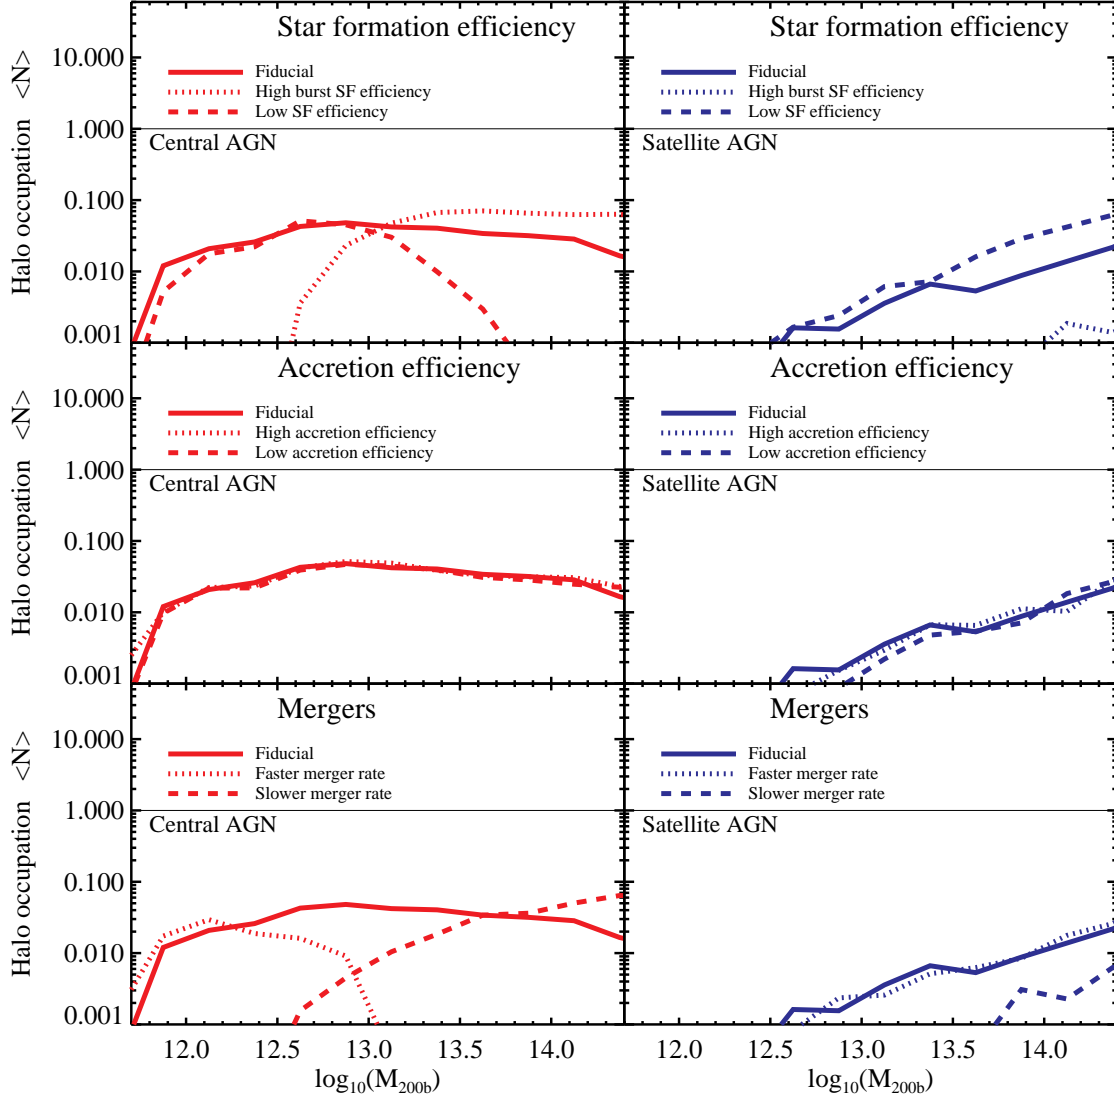 Star formation efficiency
Fiducial
High burst SF efficiency
Low SF efficiency
Central AGN
Halo occupation <N>
10.000
1.000
0.100
0.010
0.001
Star formation efficiency
Fiducial
High burst SF efficiency
Low SF efficiency
Satellite AGN
Accretion efficiency
Fiducial
High accretion efficiency
Low accretion efficiency
Central AGN
Halo occupation <N>
10.000
1.000
0.100
0.010
0.001
Accretion efficiency
Fiducial
High accretion efficiency
Low accretion efficiency
Satellite AGN
Mergers
Fiducial
Faster merger rate
Slower merger rate
Central AGN
Halo occupation <N>
10.000
1.000
0.100
0.010
0.001
12.0 12.5 13.0 13.5 14.0
log10(M200b)
Mergers
Fiducial
Faster merger rate
Slower merger rate
Satellite AGN
12.0 12.5 13.0 13.5 14.0
log10(M200b)